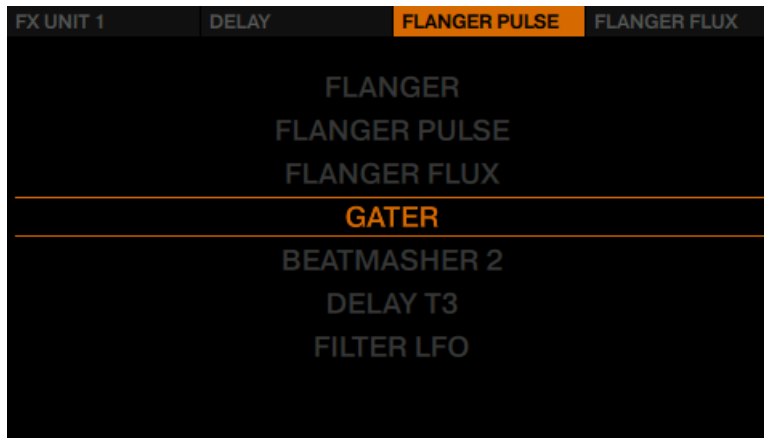 FX UNIT 1 DELAY FLANGER PULSE FLANGER FLUX
FLANGER
FLANGER PULSE
FLANGER FLUX
GATER
BEATMASHER 2
DELAY T3
FILTER LFO